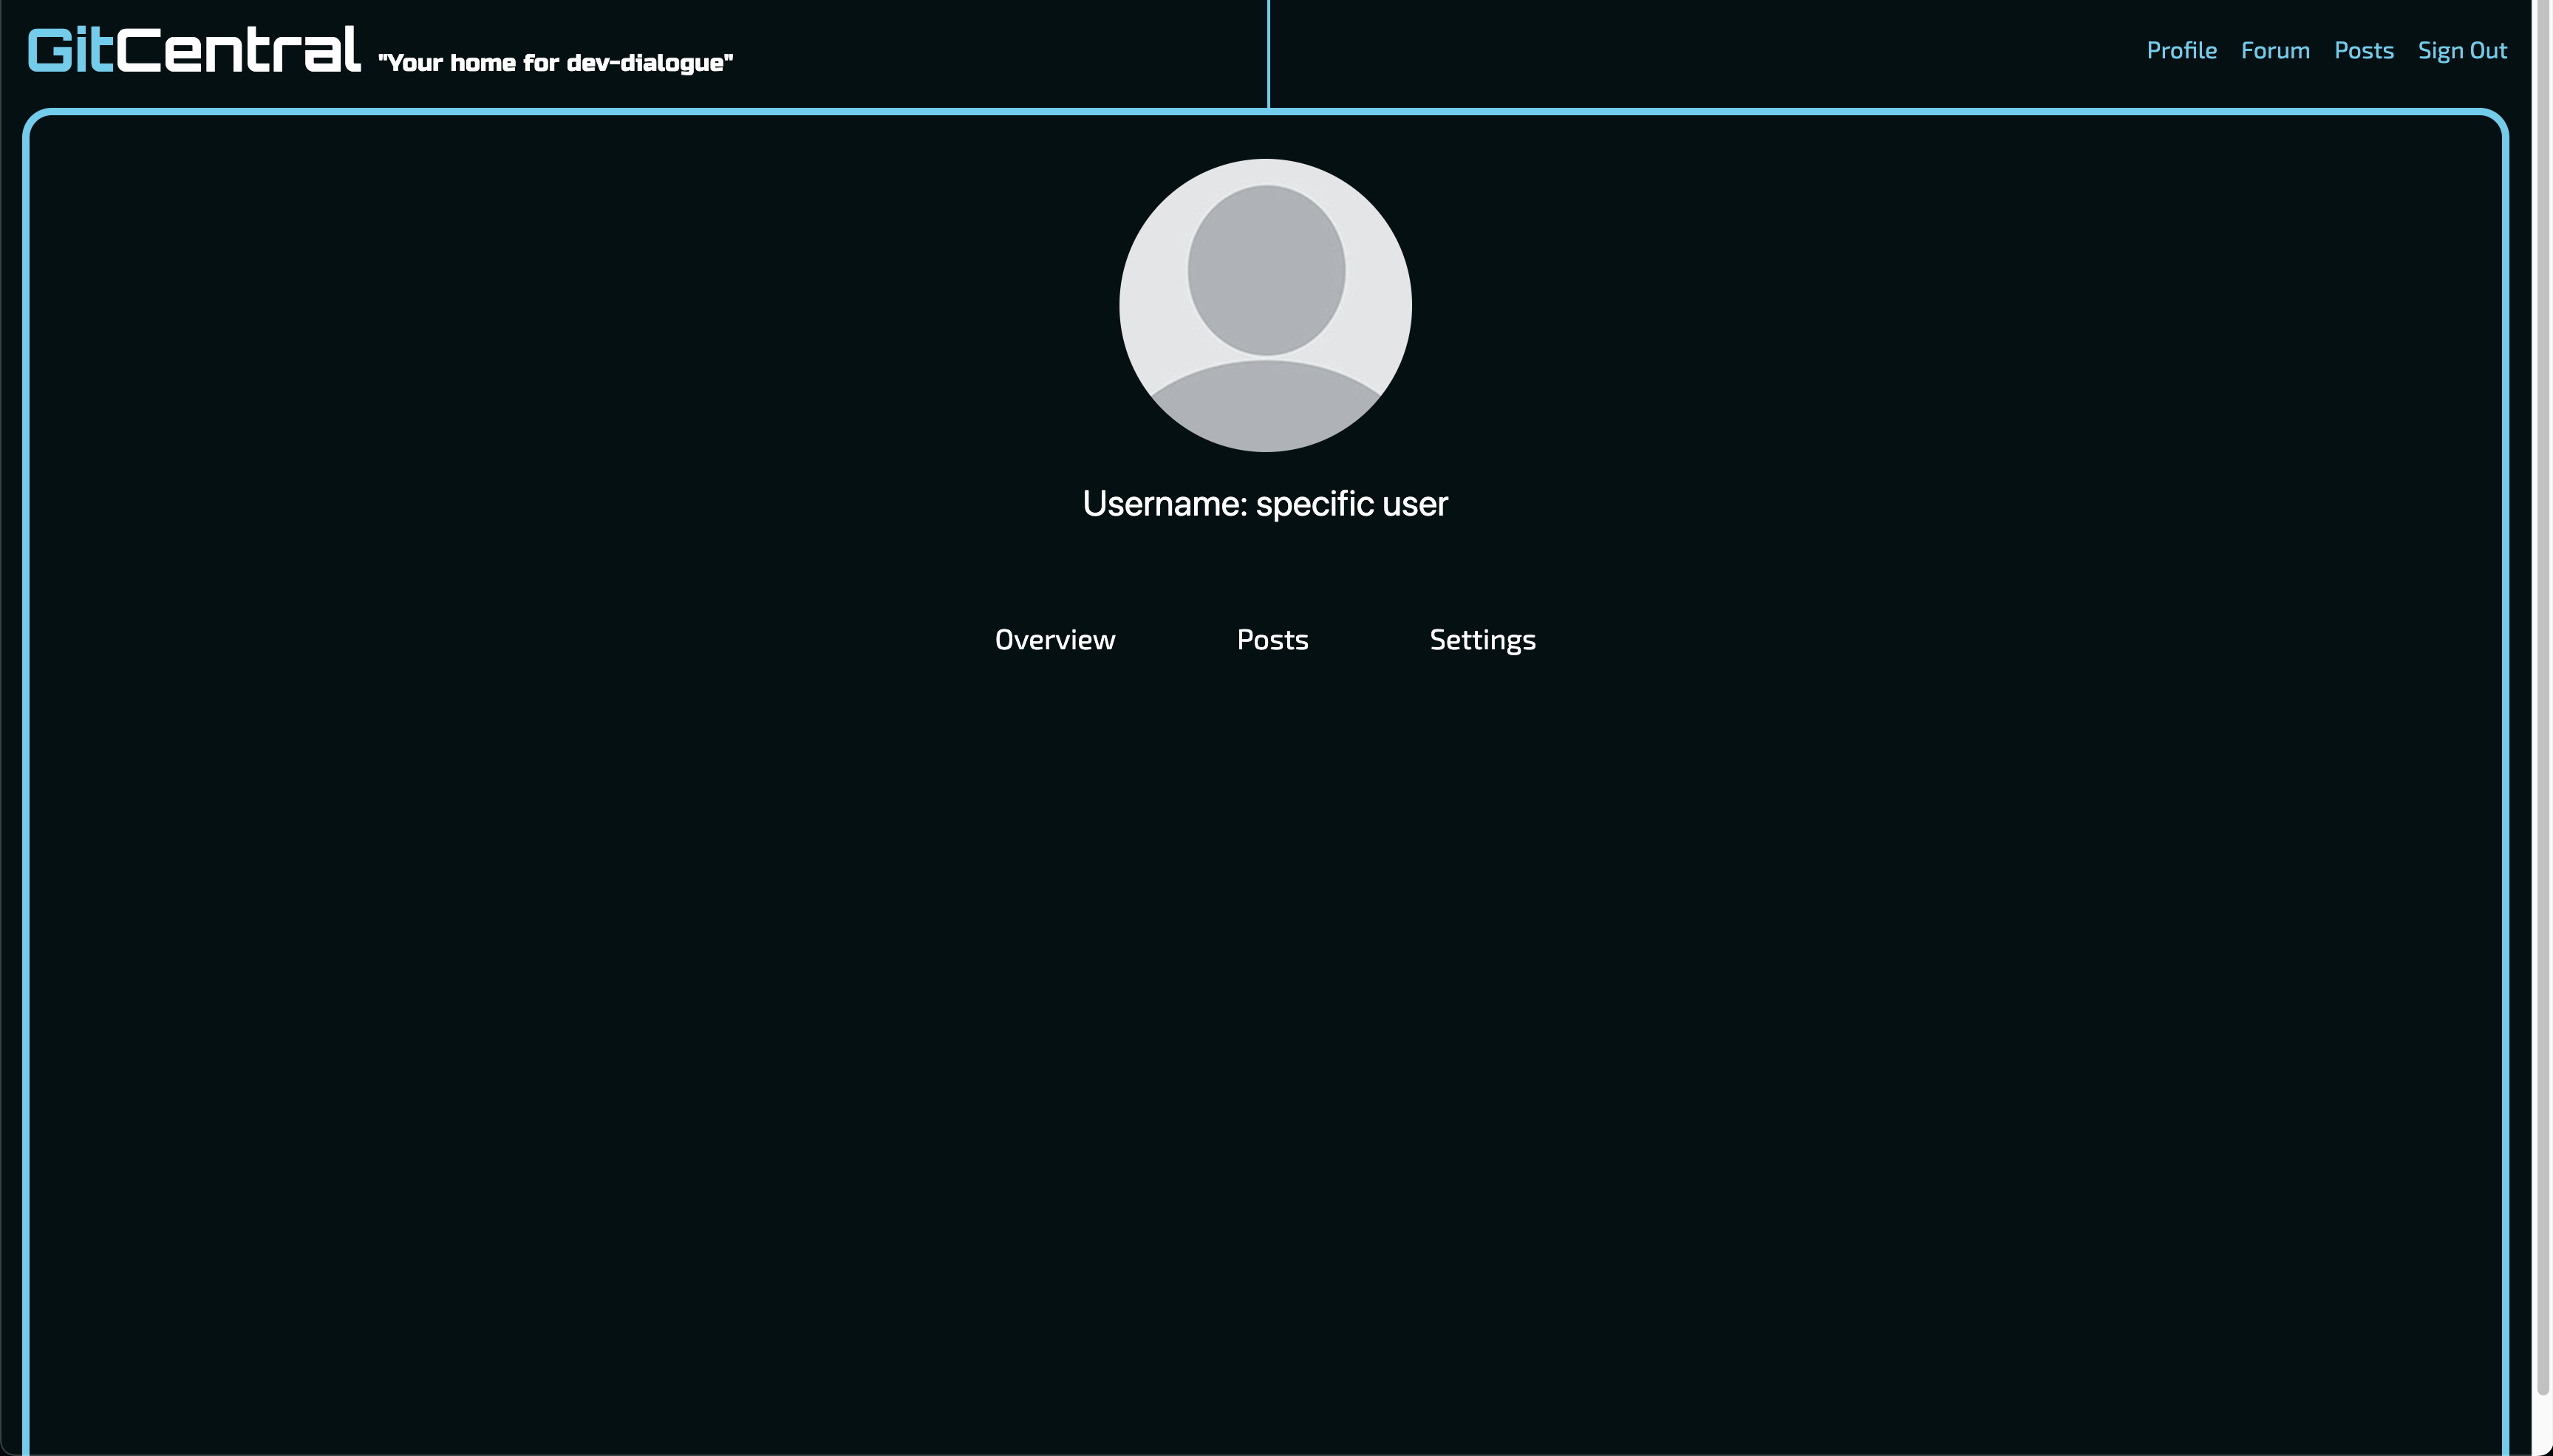 GitCentral "Your home for dev-dialogue"
Profile Forum Posts Sign Out
Username: specific user
Overview Posts Settings